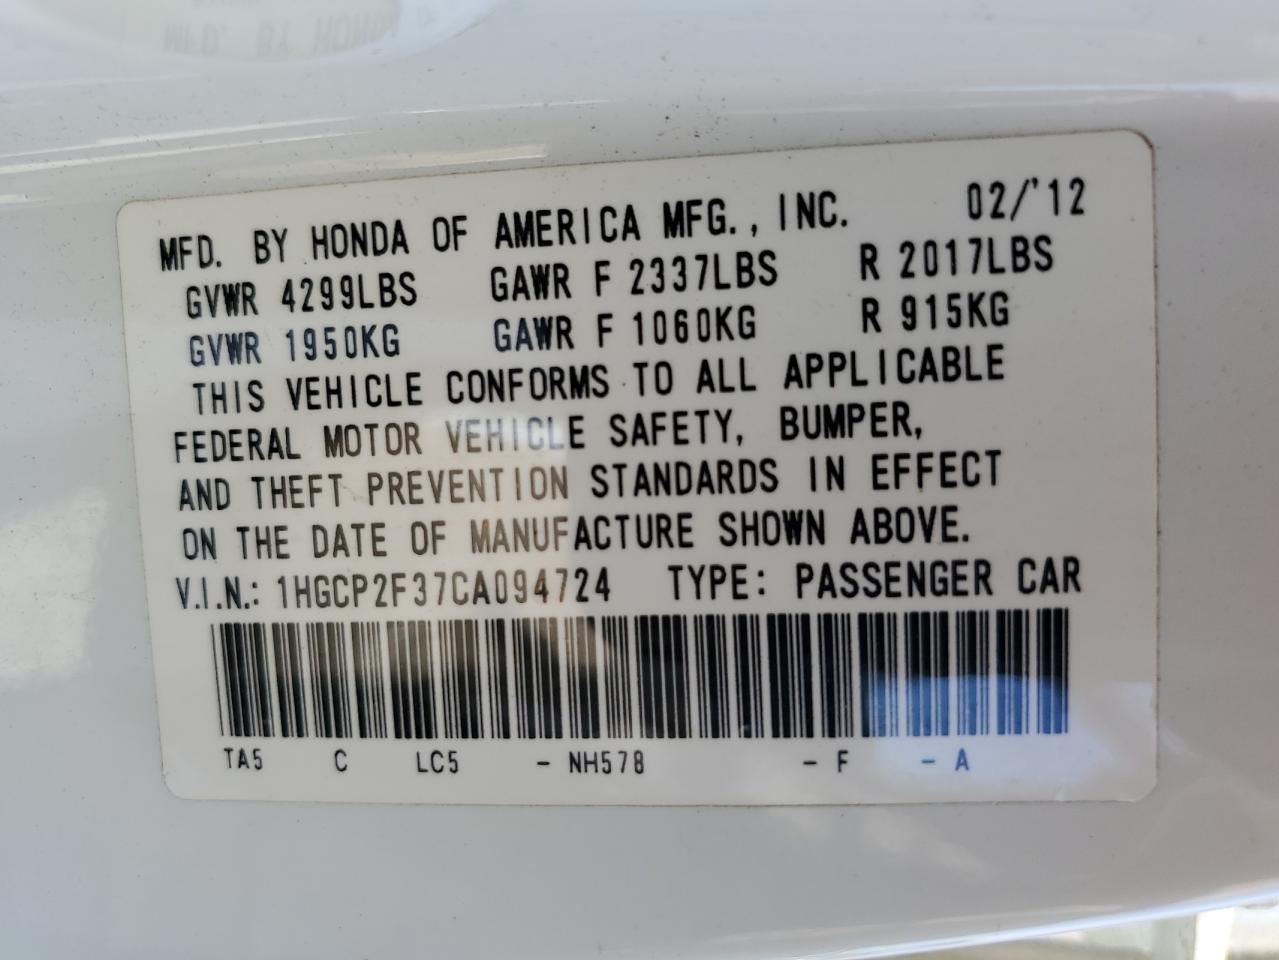 MFD. BY HONDA OF AMERICA MFG., INC. 02/'12
GVWR 4299LBS GAWR F 2337LBS R 2017LBS
GVWR 1950KG GAWR F 1060KG R 915KG
THIS VEHICLE CONFORMS TO ALL APPLICABLE
FEDERAL MOTOR VEHICLE SAFETY, BUMPER,
AND THEFT PREVENTION STANDARDS IN EFFECT
ON THE DATE OF MANUFACTURE SHOWN ABOVE.
V.I.N.: 1HGCP2F37CA094724 TYPE: PASSENGER CAR
TA5 C LC5 - NH578 - F - A